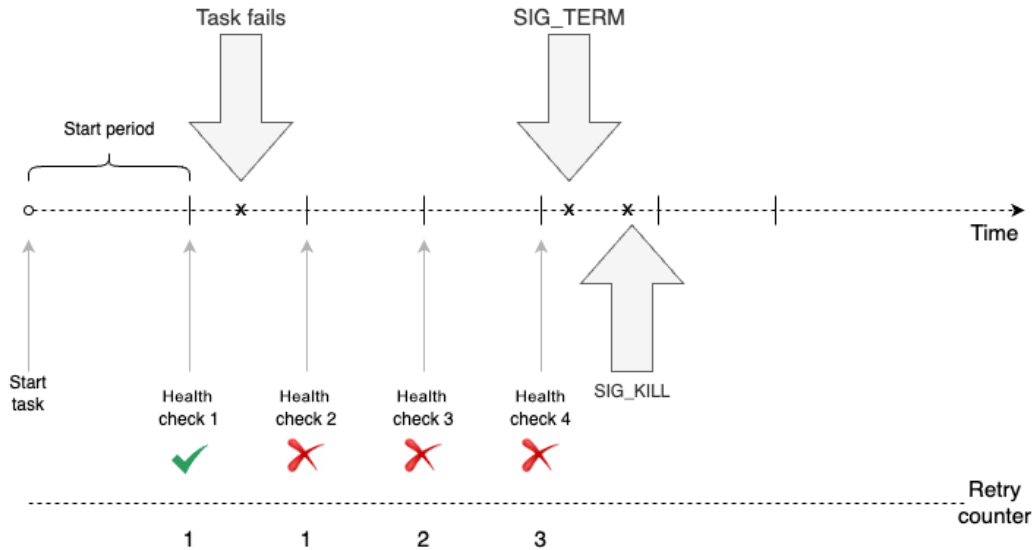 Task fails
SIG_TERM
Start period
Time
Start
task
Health
check 1
Health
check 2
Health
check 3
Health
check 4
SIG_KILL
Retry
counter
1
1
2
3